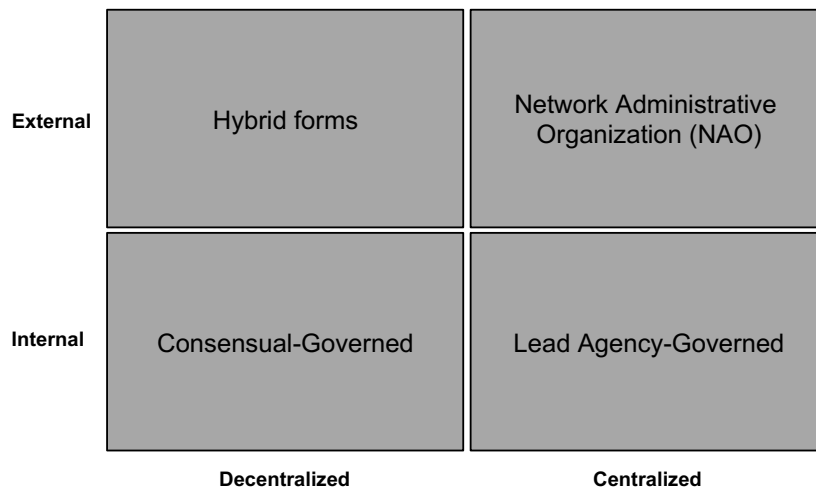 External
Hybrid forms
Network Administrative
Organization (NAO)
Internal
Consensual-Governed
Lead Agency-Governed
Decentralized
Centralized